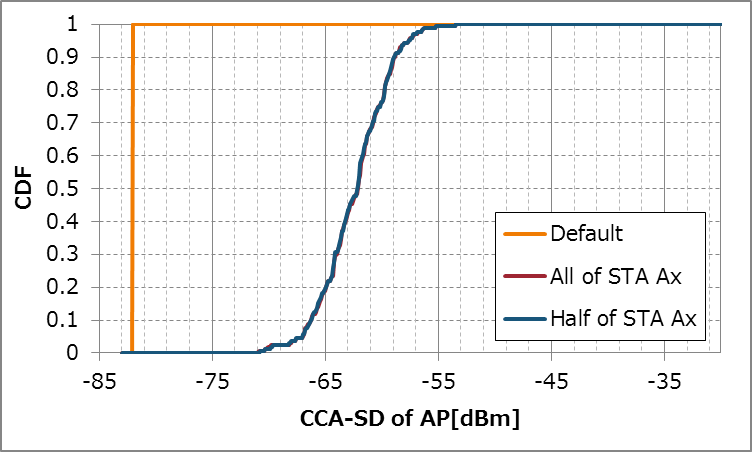 1
0.9
0.8
0.7
0.6
0.5
0.4
0.3
0.2
0.1
0
CDF
-85 -75 -65 -55 -45 -35
CCA-SD of AP[dBm]
Default
All of STA Ax
Half of STA Ax